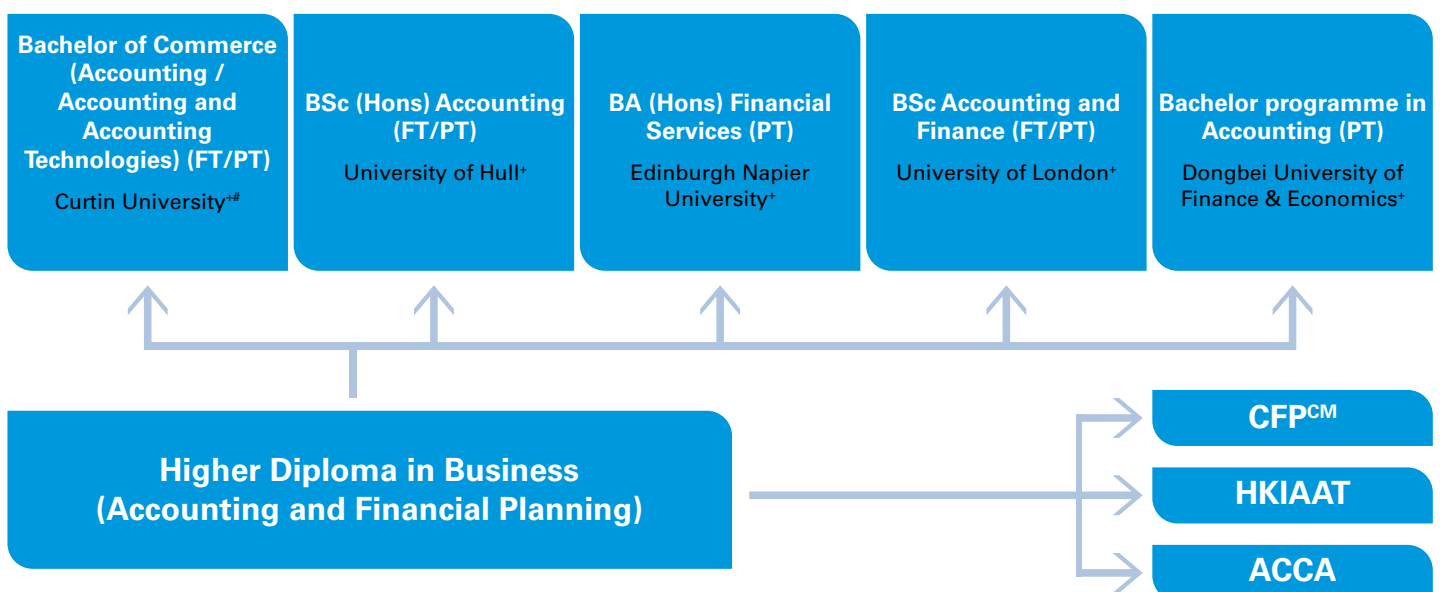 Bachelor of Commerce
(Accounting /
Accounting and
Accounting
Technologies) (FT/PT)
Curtin University+#
BSc (Hons) Accounting
(FT/PT)
University of Hull+
BA (Hons) Financial
Services (PT)
Edinburgh Napier
University+
BSc Accounting and
Finance (FT/PT)
University of London+
Bachelor programme in
Accounting (PT)
Dongbei University of
Finance & Economics+
Higher Diploma in Business
(Accounting and Financial Planning)
CFPCM
HKIAAT
ACCA